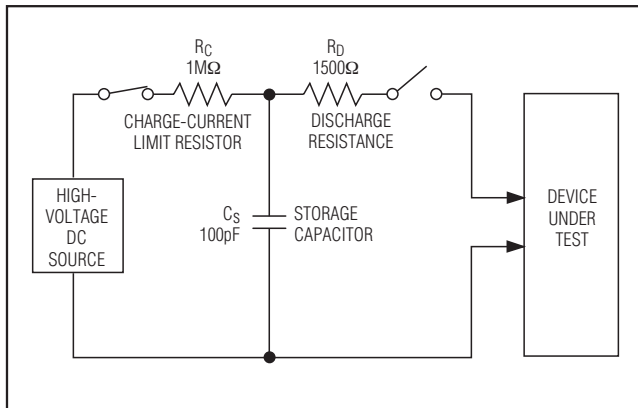 R_C
1MΩ
CHARGE-CURRENT
LIMIT RESISTOR
R_D
1500Ω
DISCHARGE
RESISTANCE
HIGH-
VOLTAGE
DC
SOURCE
C_S
100pF
STORAGE
CAPACITOR
DEVICE
UNDER
TEST